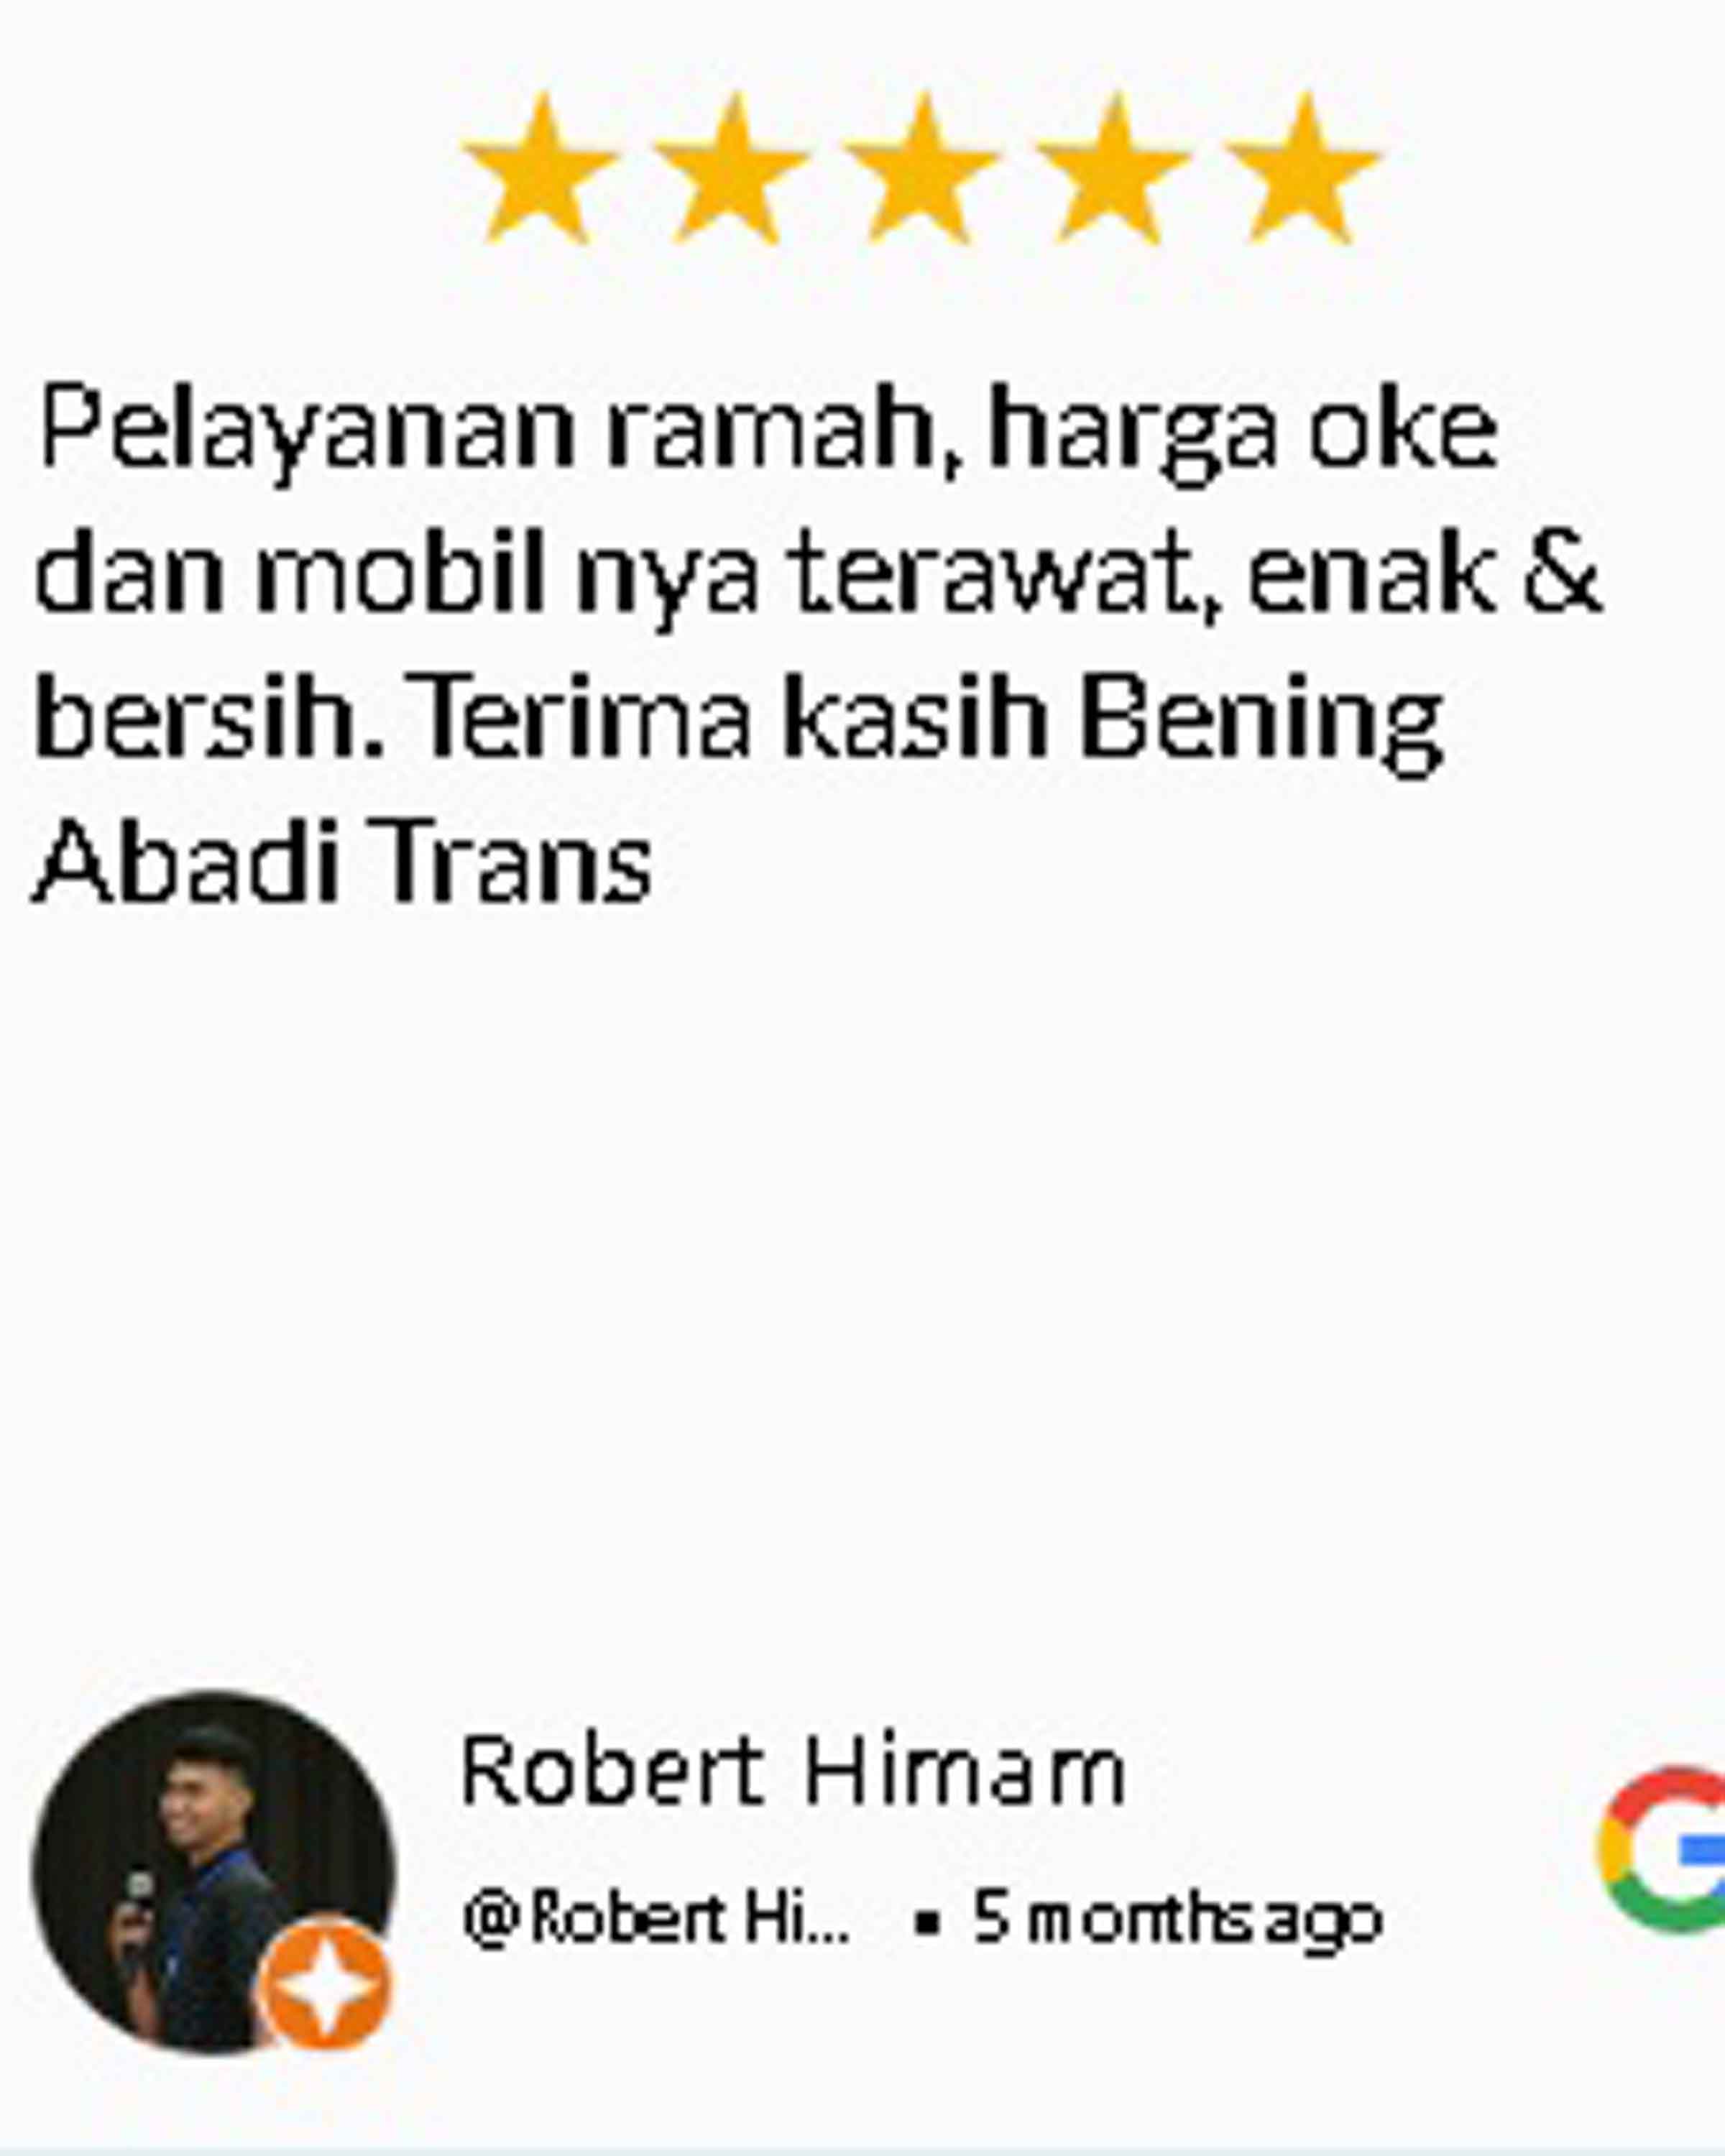 Pelayanan ramah, harga oke
dan mobil nya terawat, enak &
bersih. Terima kasih Bening
Abadi Trans
Robert Himam
@Robert Hi... ▪ 5 months ago
G